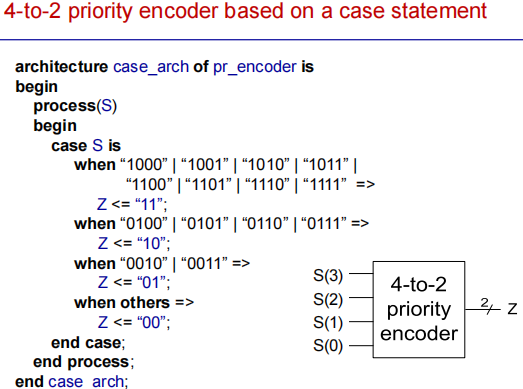 4-to-2 priority encoder based on a case statement
architecture case_arch of pr_encoder is
begin
process(S)
begin
case S is
when “1000” | “1001” | “1010” | “1011” |
“1100” | “1101” | “1110” | “1111” =>
Z <= “11”;
when “0100” | “0101” | “0110” | “0111” =>
Z <= “10”;
when “0010” | “0011” =>
Z <= “01”;
when others =>
Z <= “00”;
end case;
end process;
end case_arch;
S(3)
S(2)
S(1)
S(0)
4-to-2
priority
encoder
2
Z